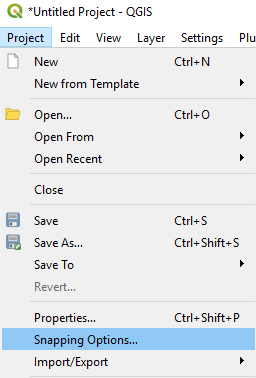 *Untitled Project - QGIS
Project Edit View Layer Settings Plu
New Ctrl+N
New from Template
Open... Ctrl+O
Open From
Open Recent
Close
Save Ctrl+S
Save As... Ctrl+Shift+S
Save To
Revert...
Properties... Ctrl+Shift+P
Snapping Options...
Import/Export